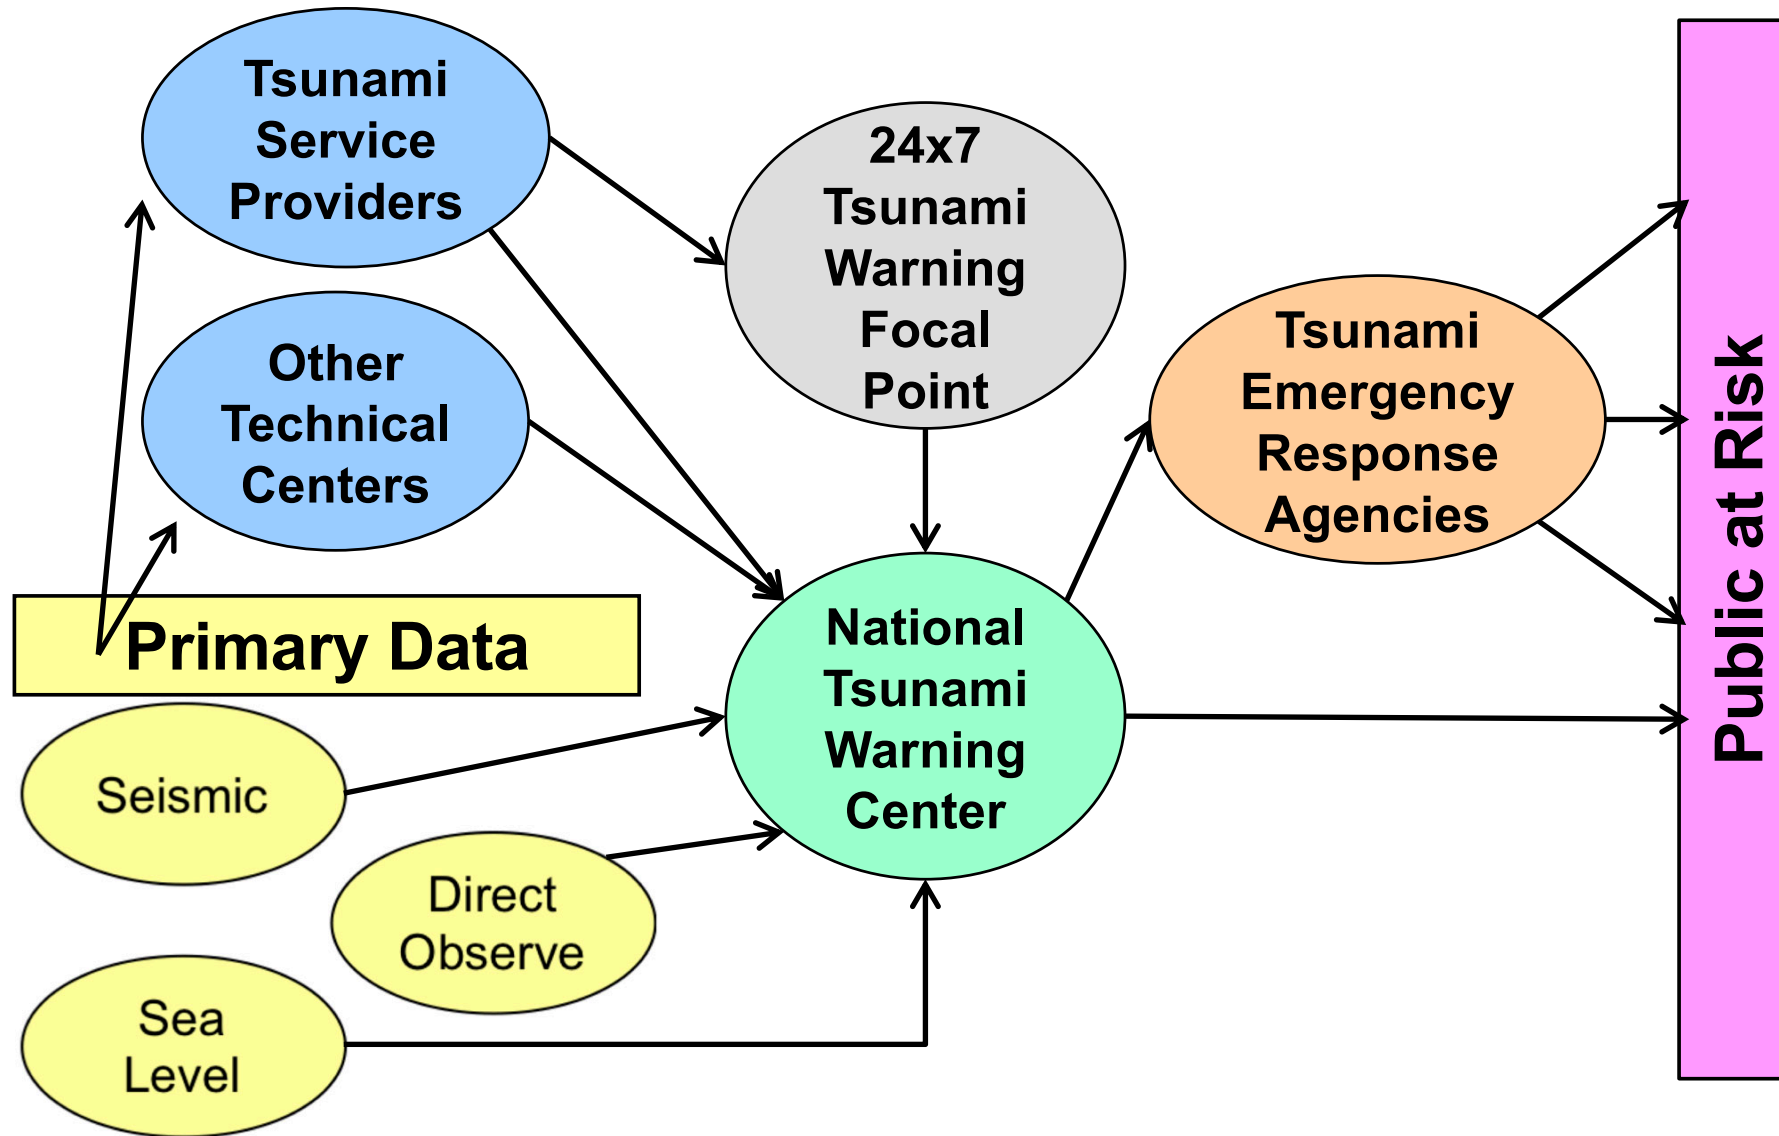 Tsunami
Service
Providers
24x7
Tsunami
Warning
Focal
Point
Other
Technical
Centers
Tsunami
Emergency
Response
Agencies
Public at Risk
Primary Data
National
Tsunami
Warning
Center
Seismic
Direct
Observe
Sea
Level